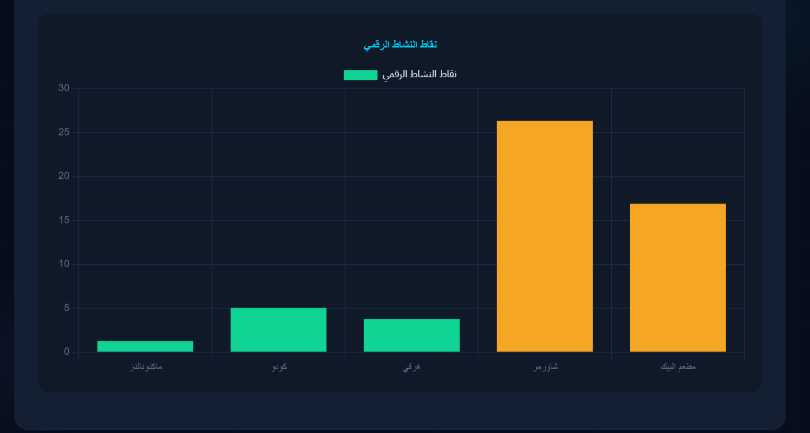 نقاط النشاط الرقمي
نقاط النشاط الرقمي
30
25
20
15
10
5
0
ماكدونالدز
كودو
هرفي
شاورمر
مطعم البيك